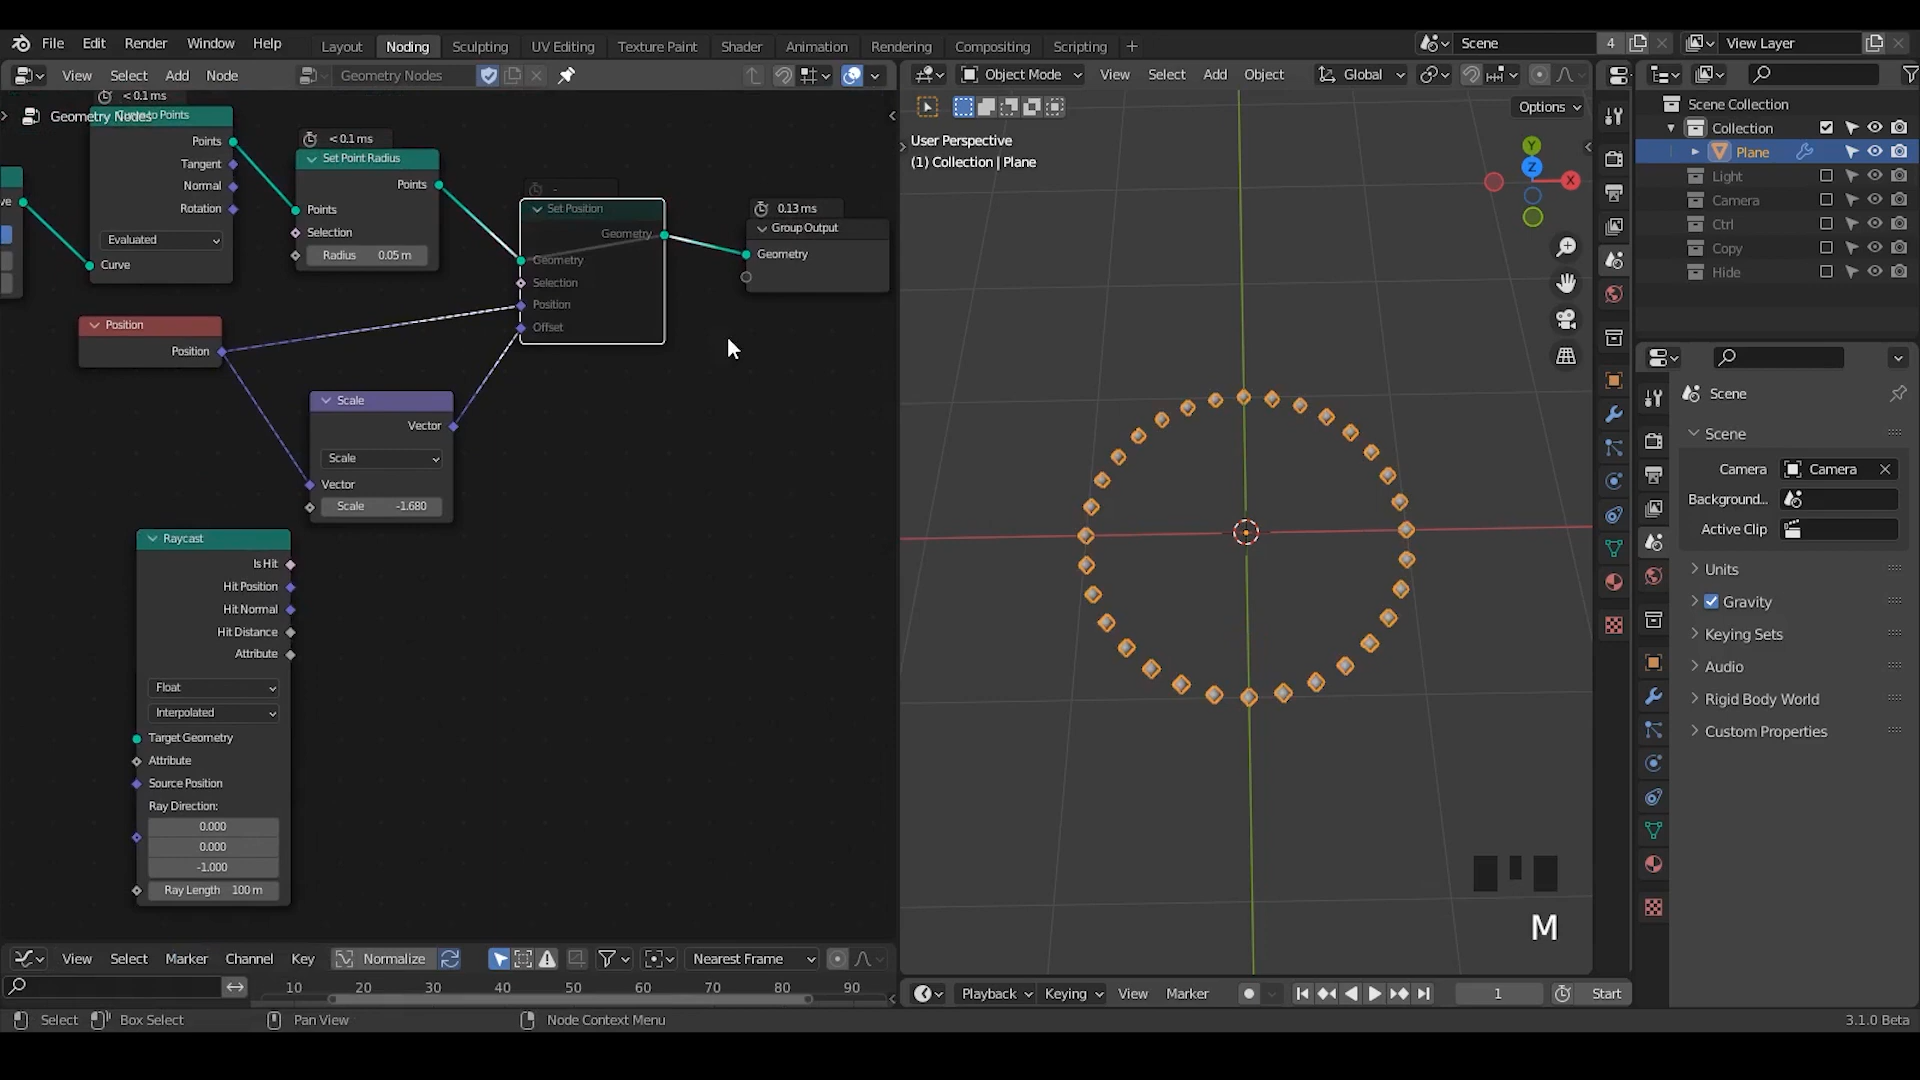 File Edit Render Window Help Layout Noding Sculpting UV Editing Texture Paint Shader Animation Rendering Compositing Scripting + Scene 4 View Layer
View Select Add Node Geometry Nodes
Object Mode View Select Add Object Global
Options
< 0.1 ms
Geometry Nodes
Points
Tangent
Normal
Rotation
Evaluated
Curve
< 0.1 ms
Set Point Radius
Points
Points
Selection
Radius 0.05 m
-
Set Position
Geometry
Geometry
Selection
Position
Offset
0.13 ms
Group Output
Geometry
Position
Position
Scale
Vector
Scale
Vector
Scale -1.680
Raycast
Is Hit
Hit Position
Hit Normal
Hit Distance
Attribute
Float
Interpolated
Target Geometry
Attribute
Source Position
Ray Direction:
0.000
0.000
-1.000
Ray Length 100 m
User Perspective
(1) Collection | Plane
Y
Z
X
M
Scene Collection
Collection
Plane
Light
Camera
Ctrl
Copy
Hide
Scene
Scene
Camera Camera
Background...
Active Clip
Units
Gravity
Keying Sets
Audio
Rigid Body World
Custom Properties
View Select Marker Channel Key Normalize Nearest Frame
10 20 30 40 50 60 70 80 90
Playback Keying View Marker 1 Start
Select Box Select Pan View Node Context Menu 3.1.0 Beta